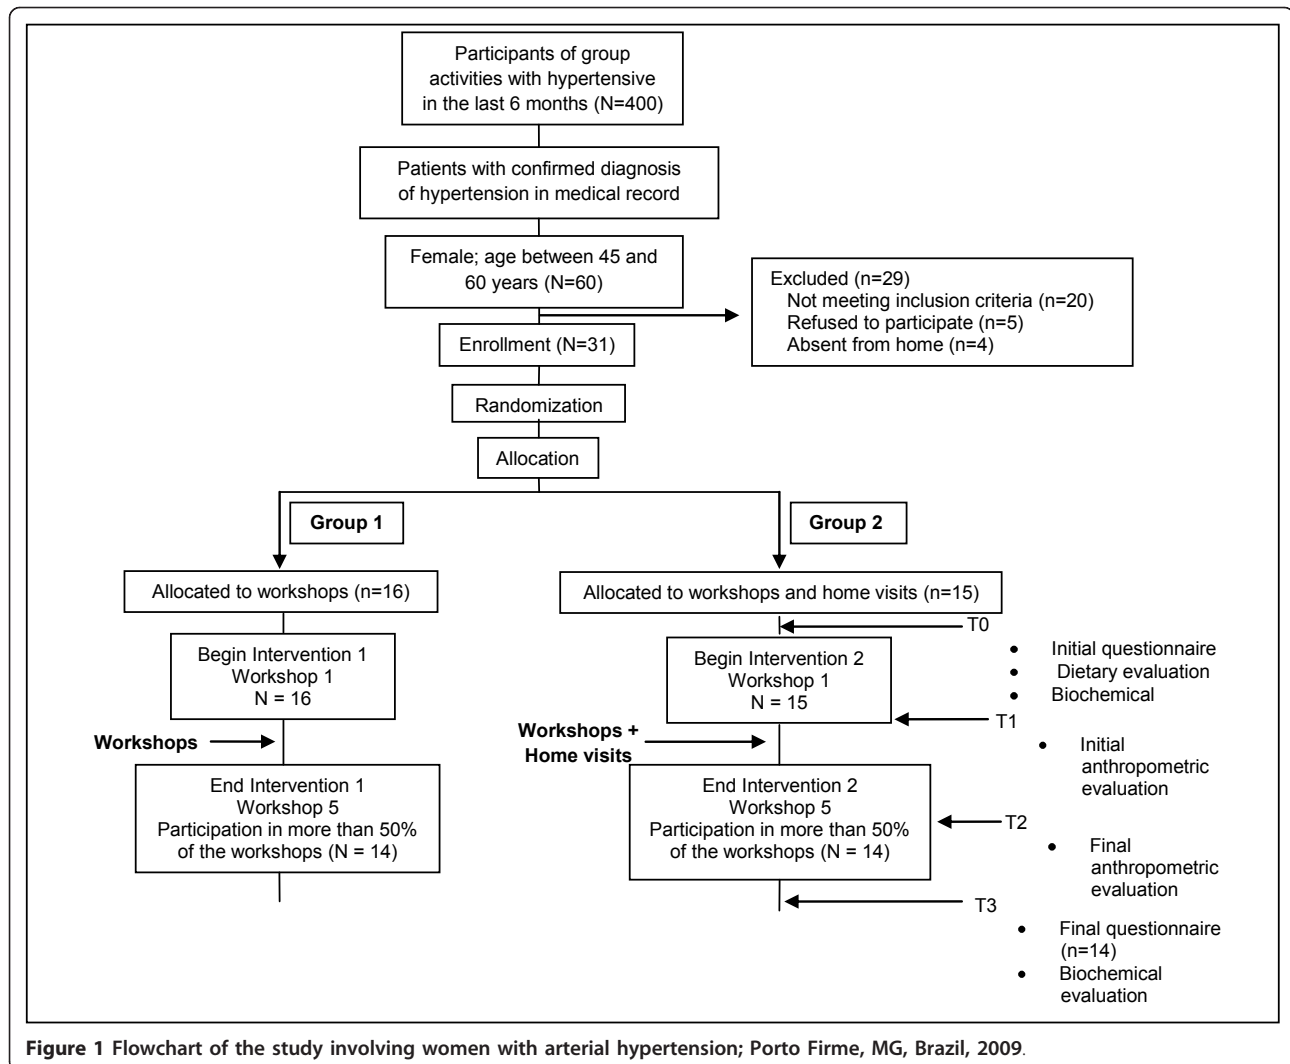 Participants of group
activities with hypertensive
in the last 6 months (N=400)
Patients with confirmed diagnosis
of hypertension in medical record
Female; age between 45 and
60 years (N=60)
Excluded (n=29)
Not meeting inclusion criteria (n=20)
Refused to participate (n=5)
Absent from home (n=4)
Enrollment (N=31)
Randomization
Allocation
Group 1
Group 2
Allocated to workshops (n=16)
Allocated to workshops and home visits (n=15)
T0
Begin Intervention 1
Workshop 1
N = 16
Begin Intervention 2
Workshop 1
N = 15
• Initial questionnaire
• Dietary evaluation
• Biochemical
T1
Workshops
Workshops +
Home visits
• Initial
anthropometric
evaluation
End Intervention 1
Workshop 5
Participation in more than 50%
of the workshops (N = 14)
End Intervention 2
Workshop 5
Participation in more than 50%
of the workshops (N = 14)
T2
• Final
anthropometric
evaluation
T3
• Final questionnaire
(n=14)
• Biochemical
evaluation
Figure 1 Flowchart of the study involving women with arterial hypertension; Porto Firme, MG, Brazil, 2009.